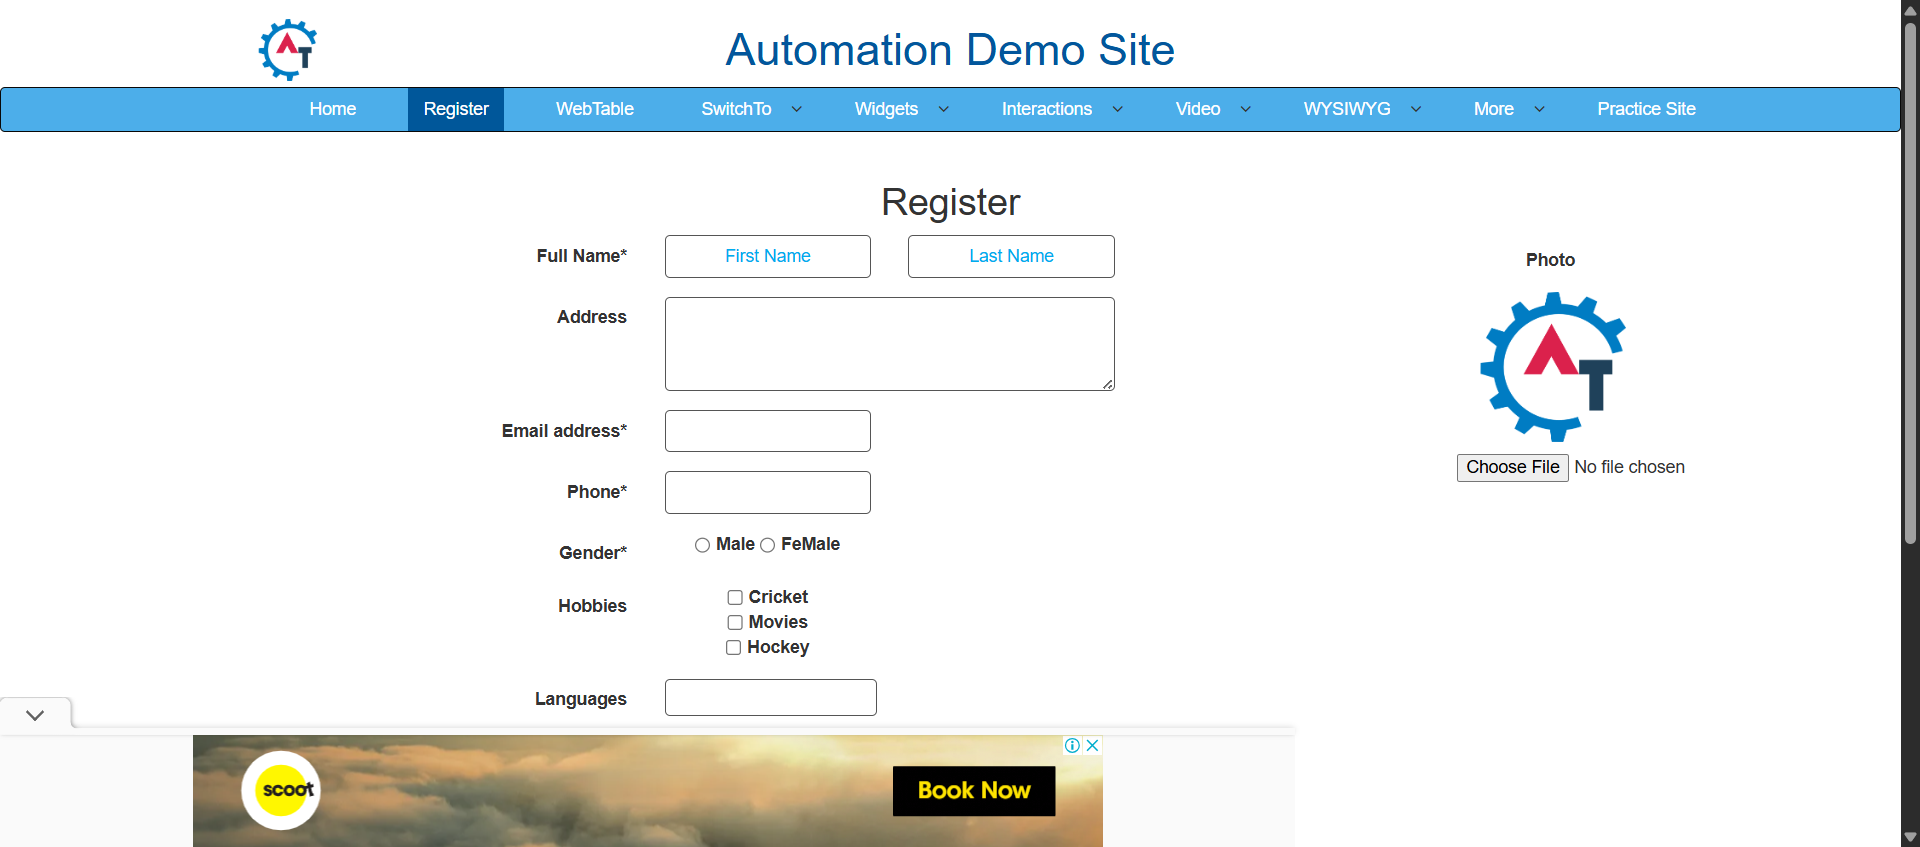 AT
Automation Demo Site
Home Register WebTable SwitchTo Widgets Interactions Video WYSIWYG More Practice Site
Register
Full Name* First Name Last Name
Photo
Address
AT
Email address*
Choose File No file chosen
Phone*
Gender* Male FeMale
Hobbies Cricket
Movies
Hockey
Languages
scoot Book Now